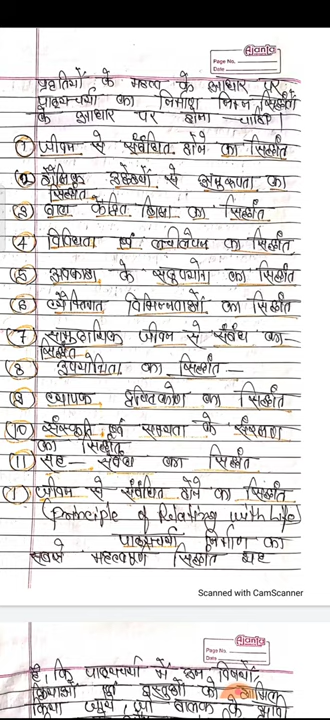 Ajanta
Page No.
Date
प्रवृतियों के महत्व के आधार पर
पाठ्यचर्या का निर्माण निम्न सिद्धांतों
के आधार पर होना चाहिए।
(1) जीवन से संबंधित होने का सिद्धांत
(2) शैक्षिक उद्देश्यों से अनुरूपता का
सिद्धांत
(3) बाल केंद्रित शिक्षा का सिद्धांत
(4) विविधता एवं लचीलेपन का सिद्धांत
(5) अवकाश के सदुपयोग का सिद्धांत
(6) व्यैक्तिगत विभिन्नताओं का सिद्धांत
(7) सामुदायिक जीवन से संबंध का
सिद्धांत
(8) उपयोगिता का सिद्धांत —
(9) व्यापक दृष्टिकोण का सिद्धांत
(10) संस्कृति एवं सभ्यता के संरक्षण
का सिद्धांत
(11) सह - संबंध का सिद्धांत
(1) जीवन से संबंधित होने का सिद्धांत
(Principle of Relating with Life)
पाठ्यचर्या निर्माण का
सबसे महत्वपूर्ण सिद्धांत यह
Scanned with CamScanner
Ajanta
Page No.
Date
है, कि पाठ्यचर्या में उन विषयों
क्रियाओं एवं वस्तुओं को शामिल
किया जाये, जो बालक के